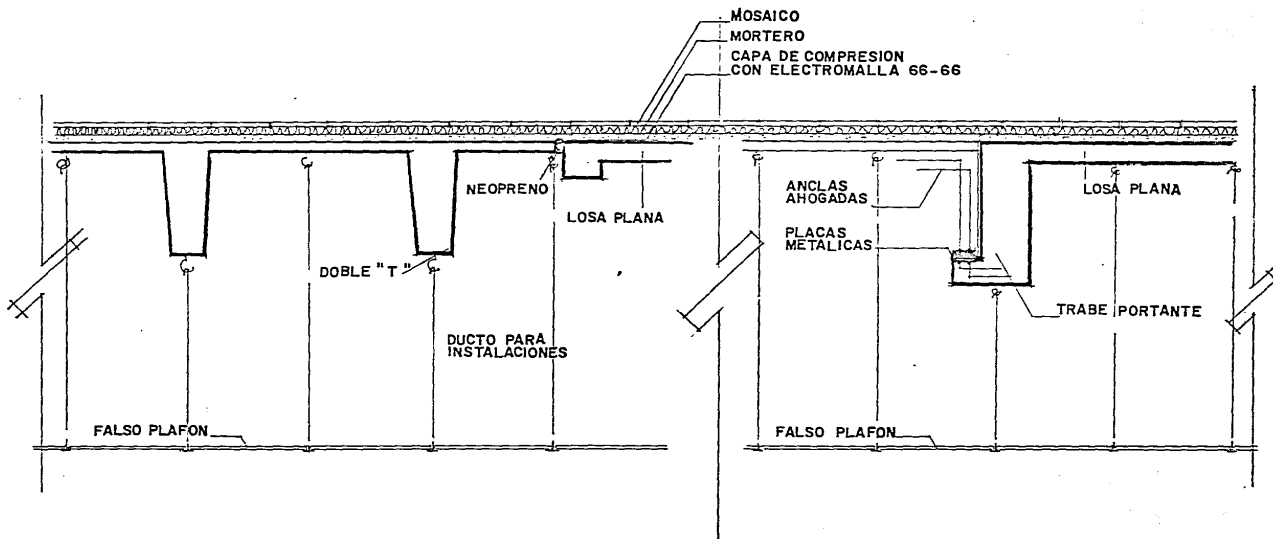 MOSAICO
MORTERO
CAPA DE COMPRESION
CON ELECTROMALLA 66-66
NEOPRENO
LOSA PLANA
DOBLE "T"
DUCTO PARA
INSTALACIONES
FALSO PLAFON
ANCLAS
AHOGADAS
LOSA PLANA
PLACAS
METALICAS
TRABE PORTANTE
FALSO PLAFON